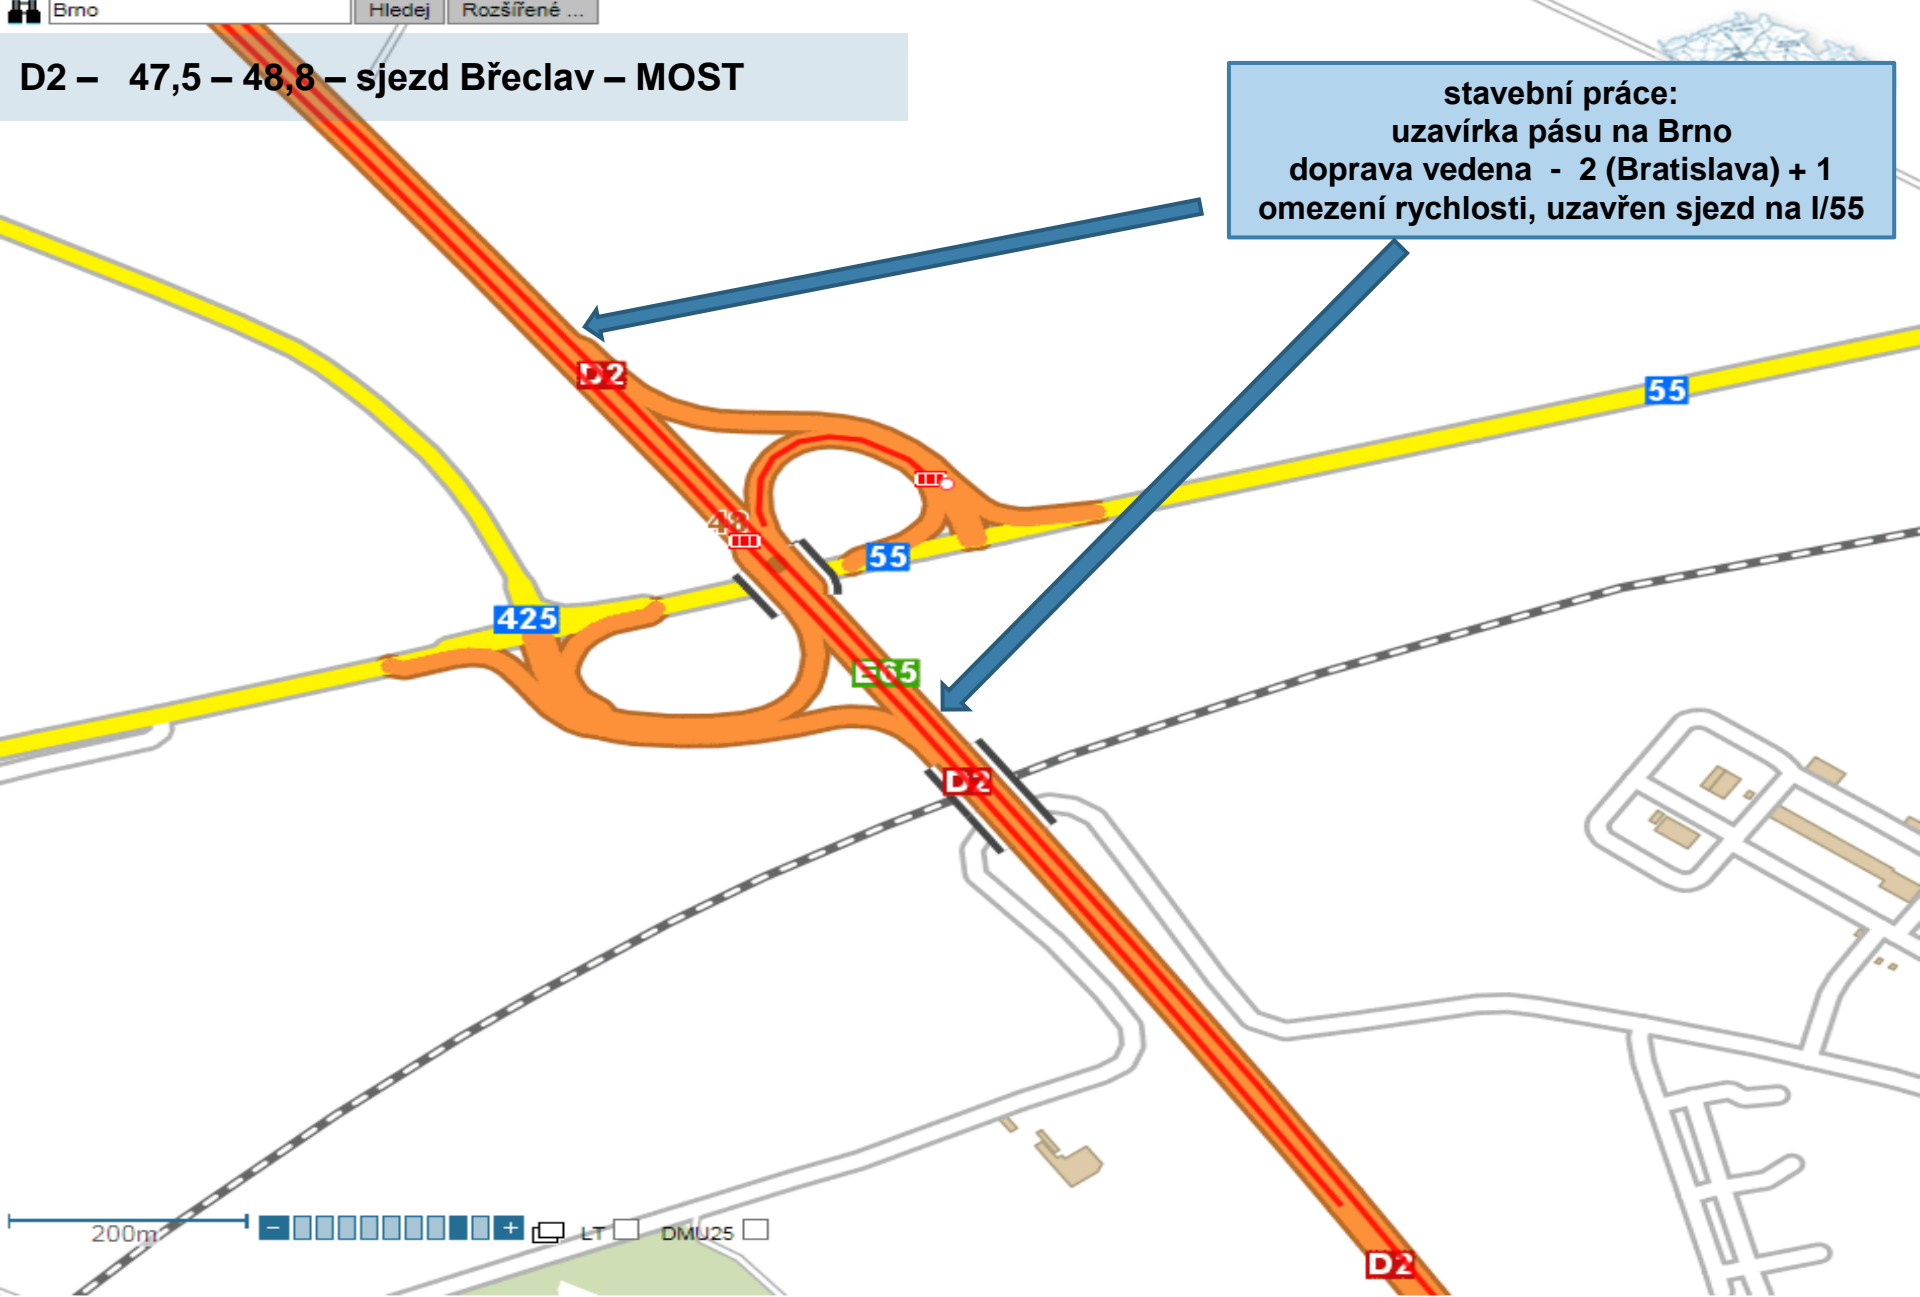 Brno
Hledej
Rozšířené ...
D2 – 47,5 – 48,8 – sjezd Břeclav – MOST
stavební práce:
uzavírka pásu na Brno
doprava vedena - 2 (Bratislava) + 1
omezení rychlosti, uzavřen sjezd na I/55
D2
55
48
55
425
E65
D2
200m
LT
DMU25
D2